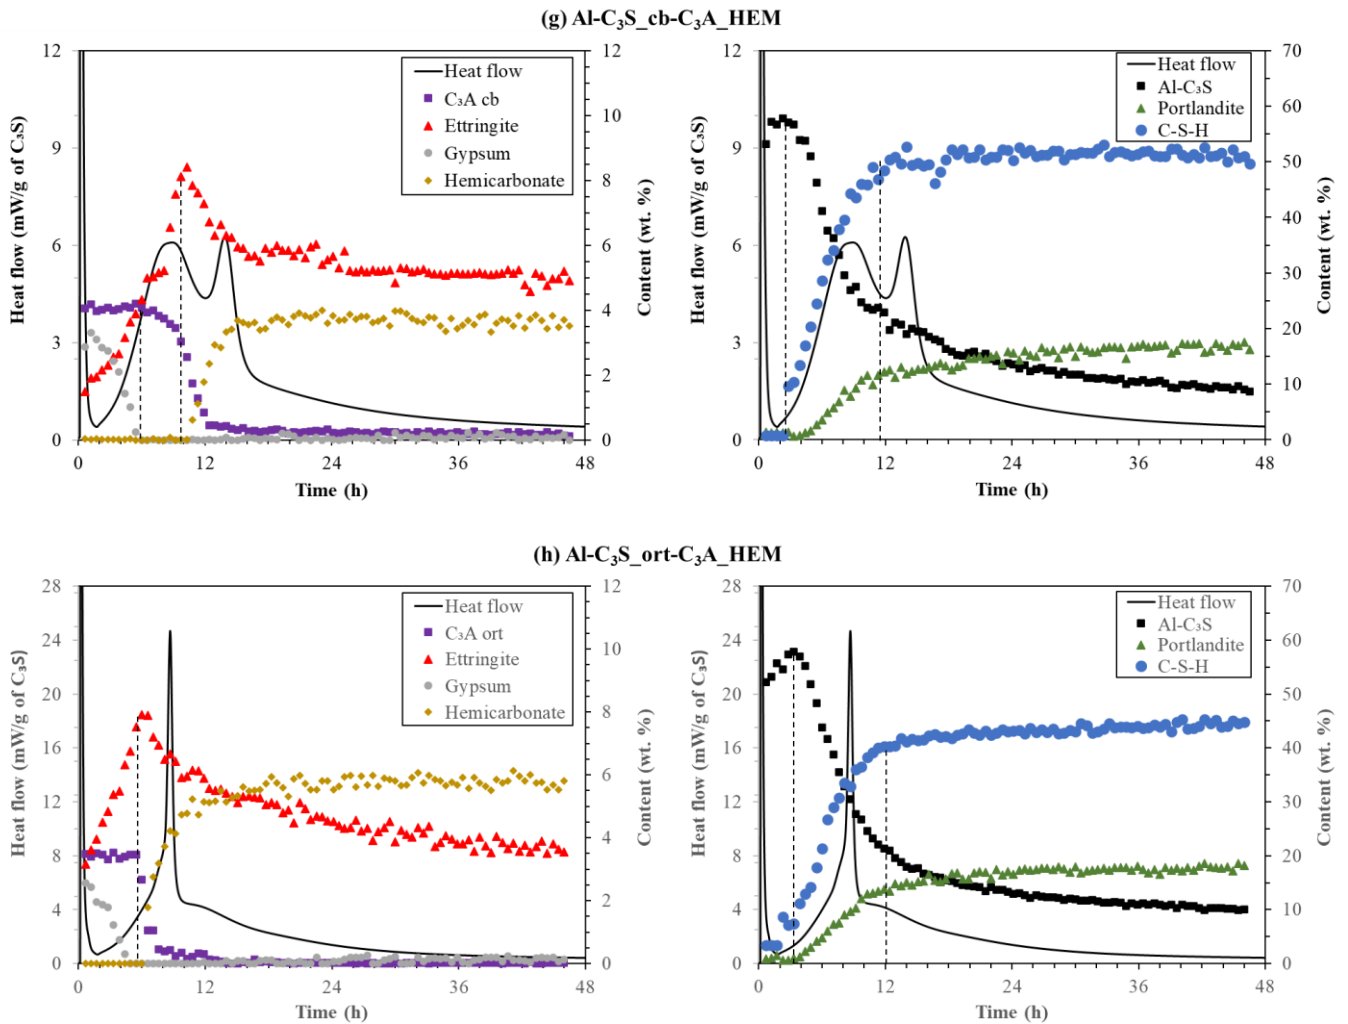 (g) Al-C₃S_cb-C₃A_HEM
Heat flow (mW/g of C₃S)
12
9
6
3
0
Heat flow
C₃A cb
Ettringite
Gypsum
Hemicarbonate
12
10
8
6
4
2
0
Content (wt. %)
0 12 24 36 48
Time (h)
Heat flow (mW/g of C₃S)
12
9
6
3
0
Heat flow
Al-C₃S
Portlandite
C-S-H
70
60
50
40
30
20
10
0
Content (wt. %)
0 12 24 36 48
Time (h)
(h) Al-C₃S_ort-C₃A_HEM
Heat flow (mW/g of C₃S)
28
24
20
16
12
8
4
0
Heat flow
C₃A ort
Ettringite
Gypsum
Hemicarbonate
12
10
8
6
4
2
0
Content (wt. %)
0 12 24 36 48
Time (h)
Heat flow (mW/g of C₃S)
28
24
20
16
12
8
4
0
Heat flow
Al-C₃S
Portlandite
C-S-H
70
60
50
40
30
20
10
0
Content (wt. %)
0 12 24 36 48
Time (h)